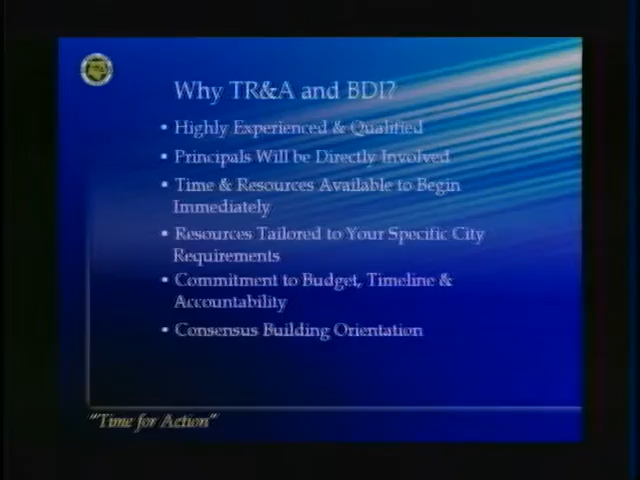 Why TR&A and BDI?
• Highly Experienced & Qualified
• Principals Will be Directly Involved
• Time & Resources Available to Begin
Immediately
• Resources Tailored to Your Specific City
Requirements
• Commitment to Budget, Timeline &
Accountability
• Consensus Building Orientation
"Time for Action"